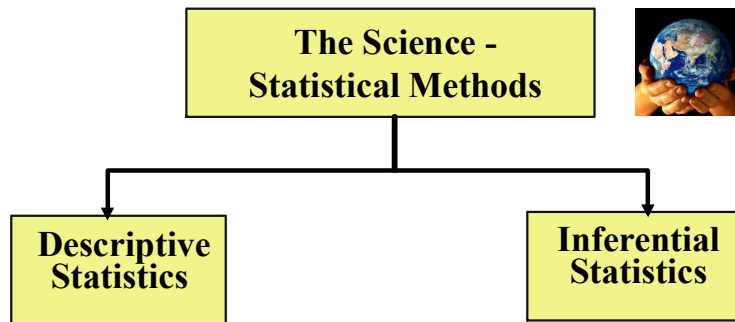 The Science -
Statistical Methods
Descriptive
Statistics
Inferential
Statistics